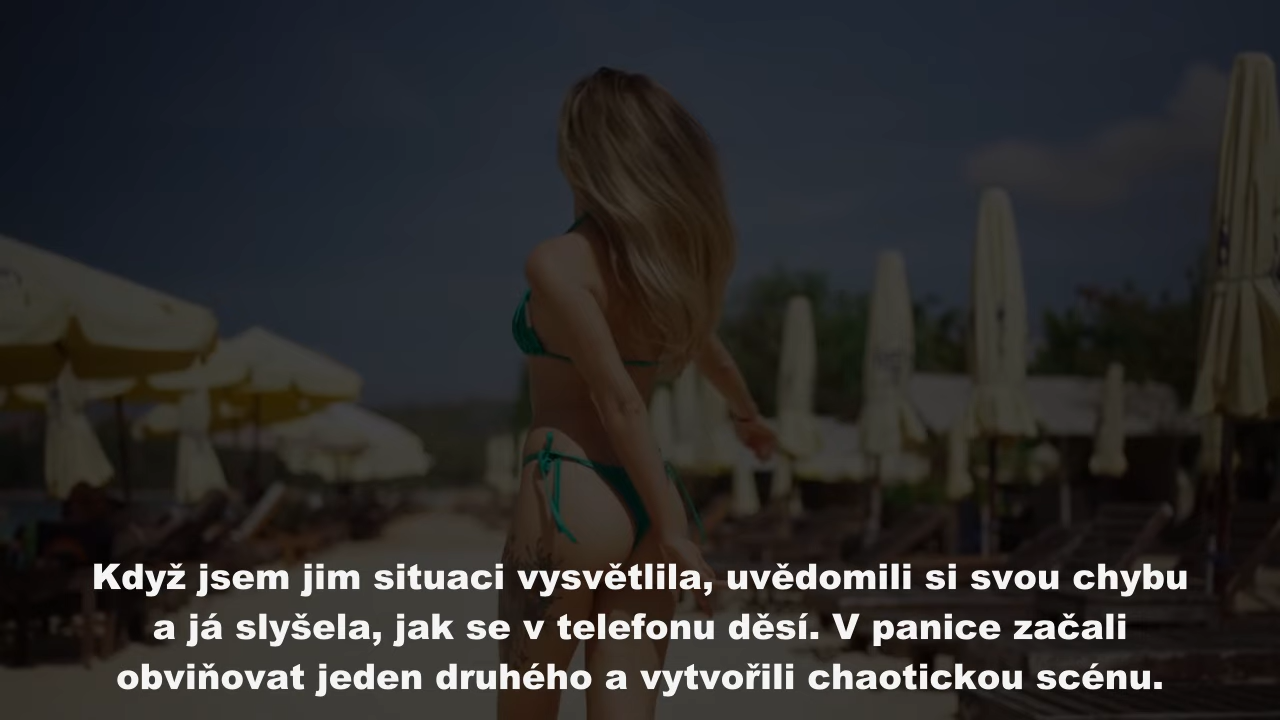 Když jsem jim situaci vysvětlila, uvědomili si svou chybu
a já slyšela, jak se v telefonu děsí. V panice začali
obviňovat jeden druhého a vytvořili chaotickou scénu.